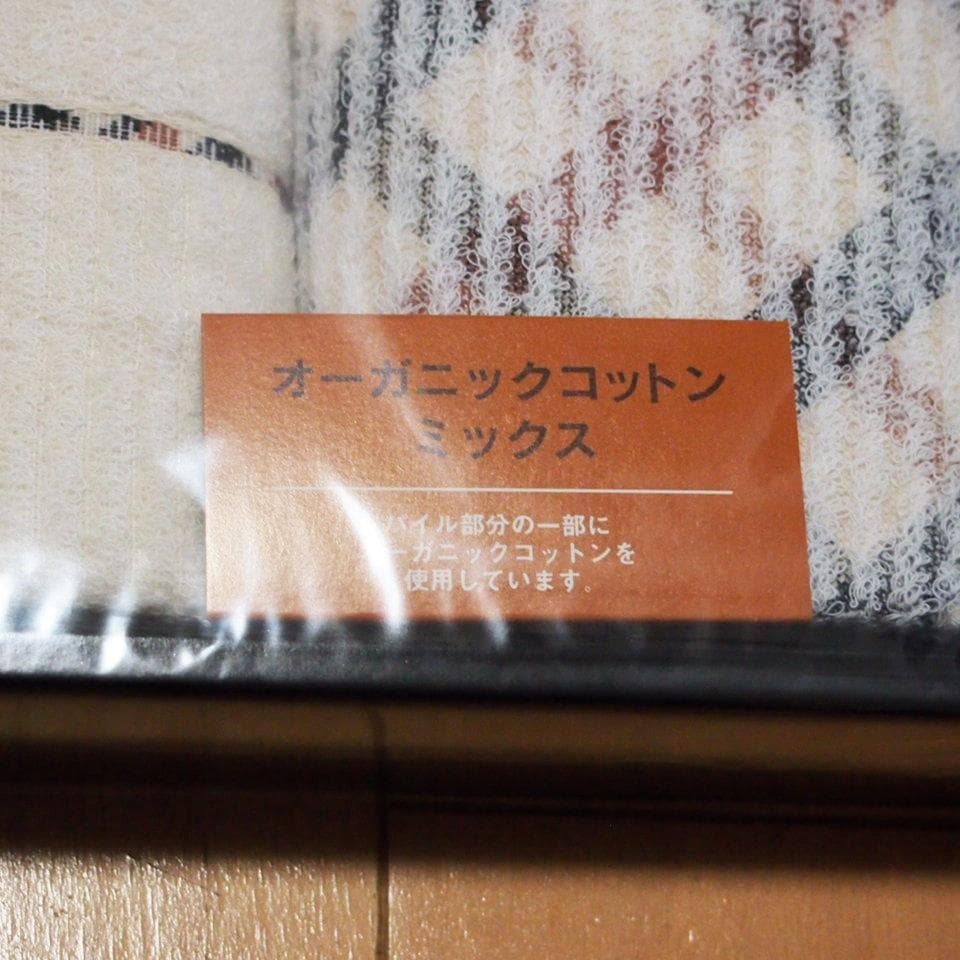 オーガニックコットン
ミックス
パイル部分の一部に
オーガニックコットンを
使用しています。